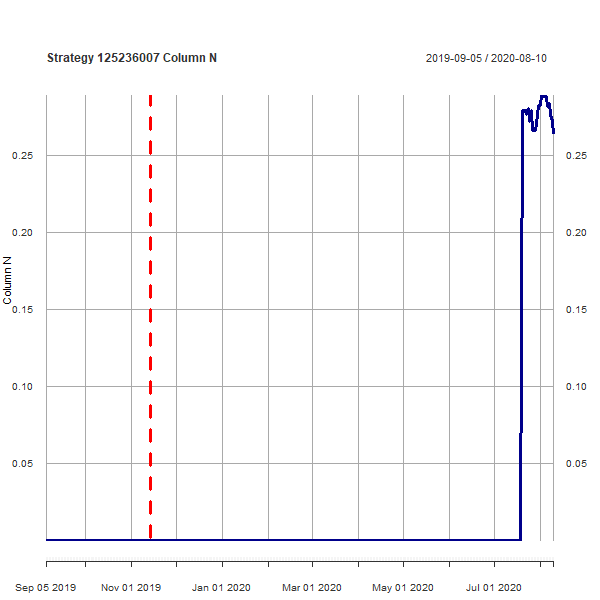 Strategy 125236007 Column N
2019-09-05 / 2020-08-10
0.25
0.25
0.20
0.20
0.15
0.15
0.10
0.10
0.05
0.05
Column N
Sep 05 2019
Nov 01 2019
Jan 01 2020
Mar 01 2020
May 01 2020
Jul 01 2020